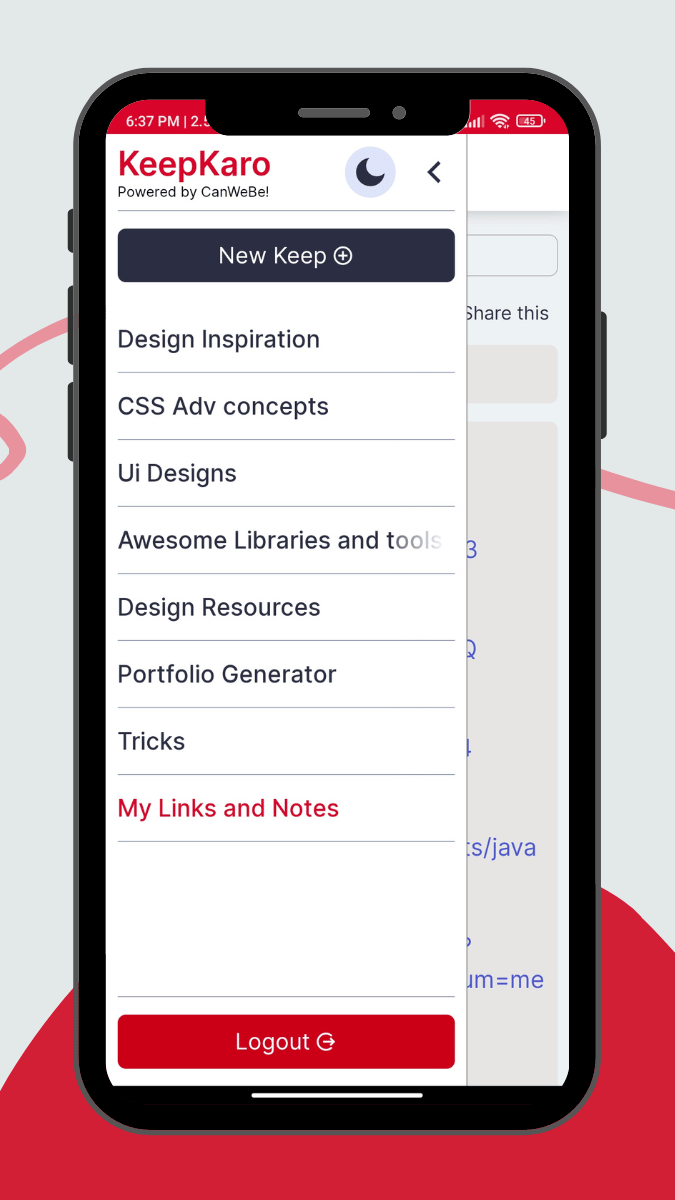 6:37 PM | 2.5
45
KeepKaro
Powered by CanWeBe!
New Keep
Share this
Design Inspiration
CSS Adv concepts
Ui Designs
Awesome Libraries and tools
3
Design Resources
Q
Portfolio Generator
Tricks
4
My Links and Notes
ts/java
um=me
Logout